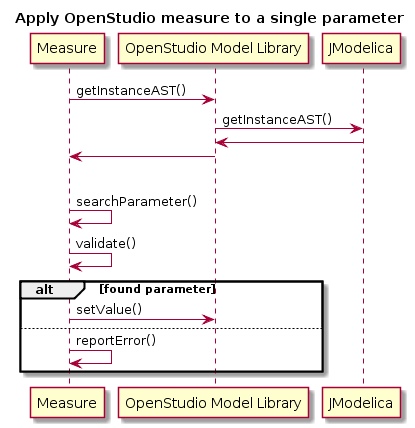 Apply OpenStudio measure to a single parameter
Measure
OpenStudio Model Library
JModelica
getInstanceAST()
getInstanceAST()
searchParameter()
validate()
alt
[found parameter]
setValue()
reportError()
Measure
OpenStudio Model Library
JModelica